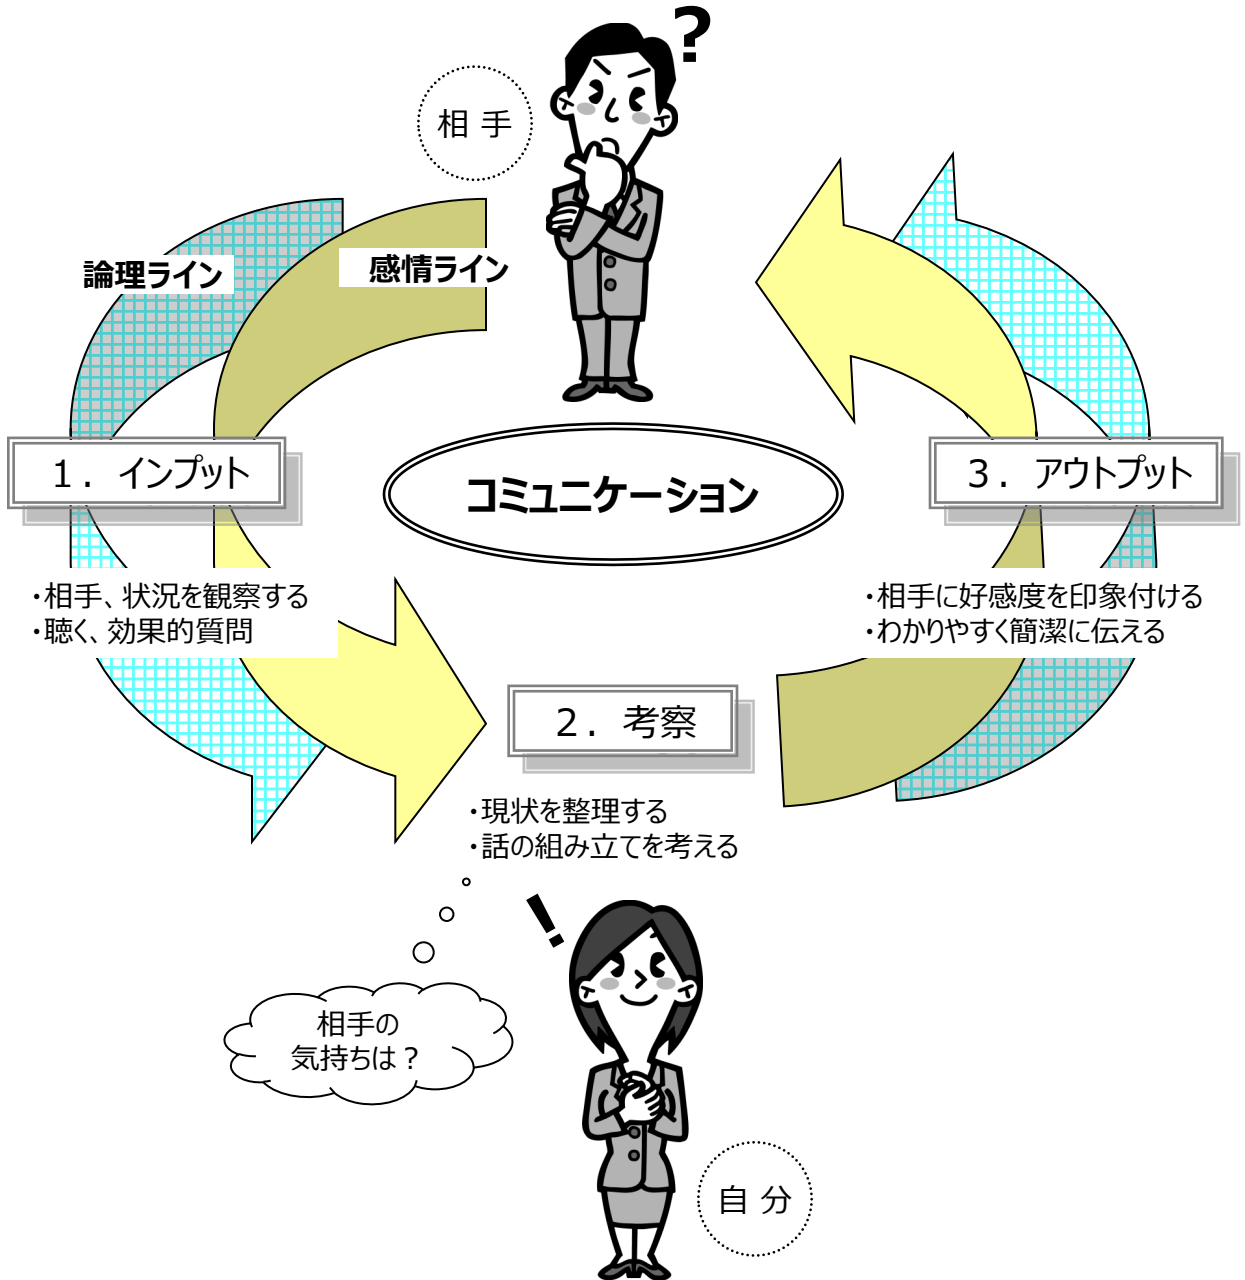 ?
相 手
論理ライン
感情ライン
１．インプット
コミュニケーション
３．アウトプット
・相手、状況を観察する
・聴く、効果的質問
・相手に好感度を印象付ける
・わかりやすく簡潔に伝える
２．考察
・現状を整理する
・話の組み立てを考える
!
相手の
気持ちは？
自 分